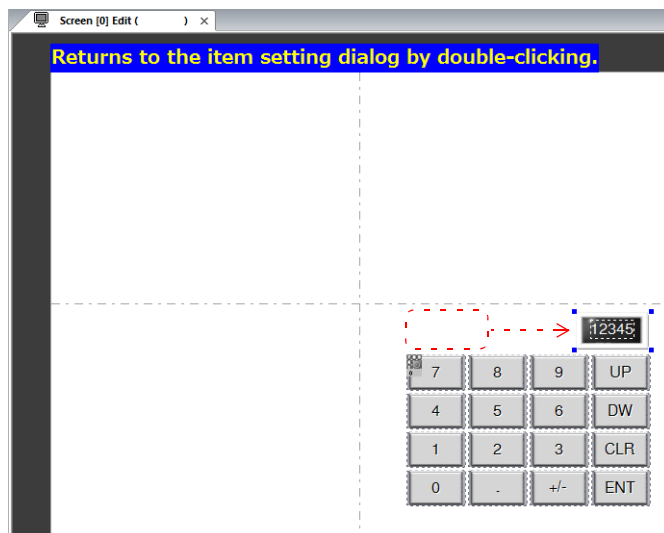 Screen [0] Edit ( )
Returns to the item setting dialog by double-clicking.
12345
7 8 9 UP
4 5 6 DW
1 2 3 CLR
0 . +/- ENT